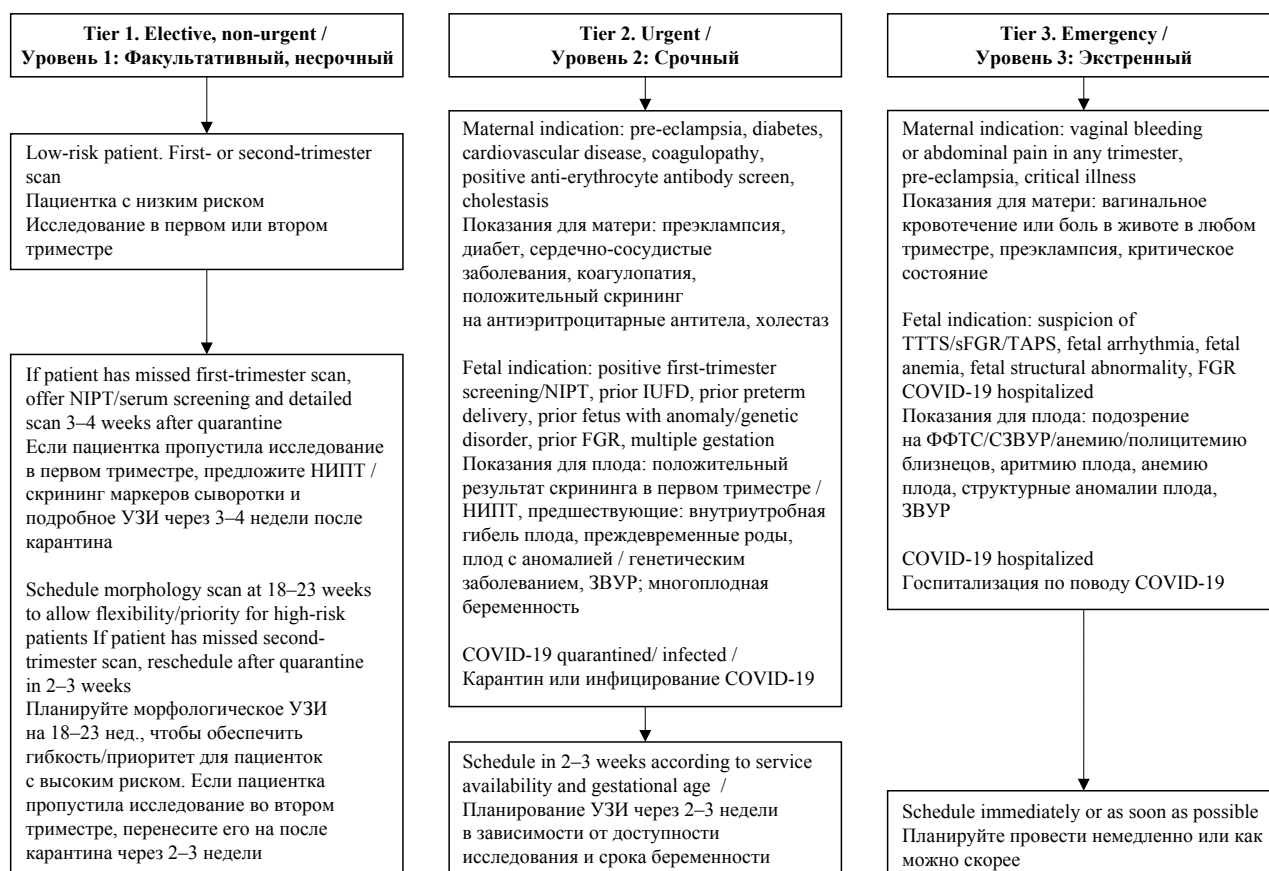 Tier 1. Elective, non-urgent /
Уровень 1: Факультативный, несрочный
Low-risk patient. First- or second-trimester
scan
Пациентка с низким риском
Исследование в первом или втором
триместре
If patient has missed first-trimester scan,
offer NIPT/serum screening and detailed
scan 3–4 weeks after quarantine
Если пациентка пропустила исследование
в первом триместре, предложите НИПТ /
скрининг маркеров сыворотки и
подробное УЗИ через 3–4 недели после
карантина
Schedule morphology scan at 18–23 weeks
to allow flexibility/priority for high-risk
patients If patient has missed second-
trimester scan, reschedule after quarantine
in 2–3 weeks
Планируйте морфологическое УЗИ
на 18–23 нед., чтобы обеспечить
гибкость/приоритет для пациенток
с высоким риском. Если пациентка
пропустила исследование во втором
триместре, перенесите его на после
карантина через 2–3 недели
Tier 2. Urgent /
Уровень 2: Срочный
Maternal indication: pre-eclampsia, diabetes,
cardiovascular disease, coagulopathy,
positive anti-erythrocyte antibody screen,
cholestasis
Показания для матери: преэклампсия,
диабет, сердечно-сосудистые
заболевания, коагулопатия,
положительный скрининг
на антиэритроцитарные антитела, холестаз
Fetal indication: positive first-trimester
screening/NIPT, prior IUFD, prior preterm
delivery, prior fetus with anomaly/genetic
disorder, prior FGR, multiple gestation
Показания для плода: положительный
результат скрининга в первом триместре /
НИПТ, предшествующие: внутриутробная
гибель плода, преждевременные роды,
плод с аномалией / генетическим
заболеванием, ЗВУР; многоплодная
беременность
COVID-19 quarantined/ infected /
Карантин или инфицирование COVID-19
Schedule in 2–3 weeks according to service
availability and gestational age /
Планирование УЗИ через 2–3 недели
в зависимости от доступности
исследования и срока беременности
Tier 3. Emergency /
Уровень 3: Экстренный
Maternal indication: vaginal bleeding
or abdominal pain in any trimester,
pre-eclampsia, critical illness
Показания для матери: вагинальное
кровотечение или боль в животе в любом
триместре, преэклампсия, критическое
состояние
Fetal indication: suspicion of
TTTS/sFGR/TAPS, fetal arrhythmia, fetal
anemia, fetal structural abnormality, FGR
COVID-19 hospitalized
Показания для плода: подозрение
на ФФТС/СЗВУР/анемию/полицитемию
близнецов, аритмию плода, анемию
плода, структурные аномалии плода,
ЗВУР
COVID-19 hospitalized
Госпитализация по поводу COVID-19
Schedule immediately or as soon as possible
Планируйте провести немедленно или как
можно скорее